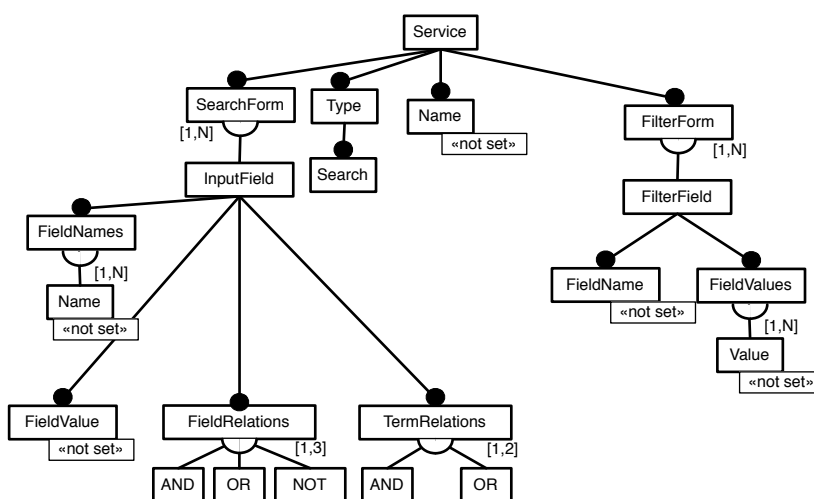 Service
SearchForm
Type
Name
FilterForm
[1,N]
«not set»
[1,N]
InputField
Search
FilterField
FieldNames
[1,N]
FieldName
FieldValues
Name
«not set»
[1,N]
«not set»
Value
«not set»
FieldValue
FieldRelations
TermRelations
«not set»
[1,3]
[1,2]
AND
OR
NOT
AND
OR